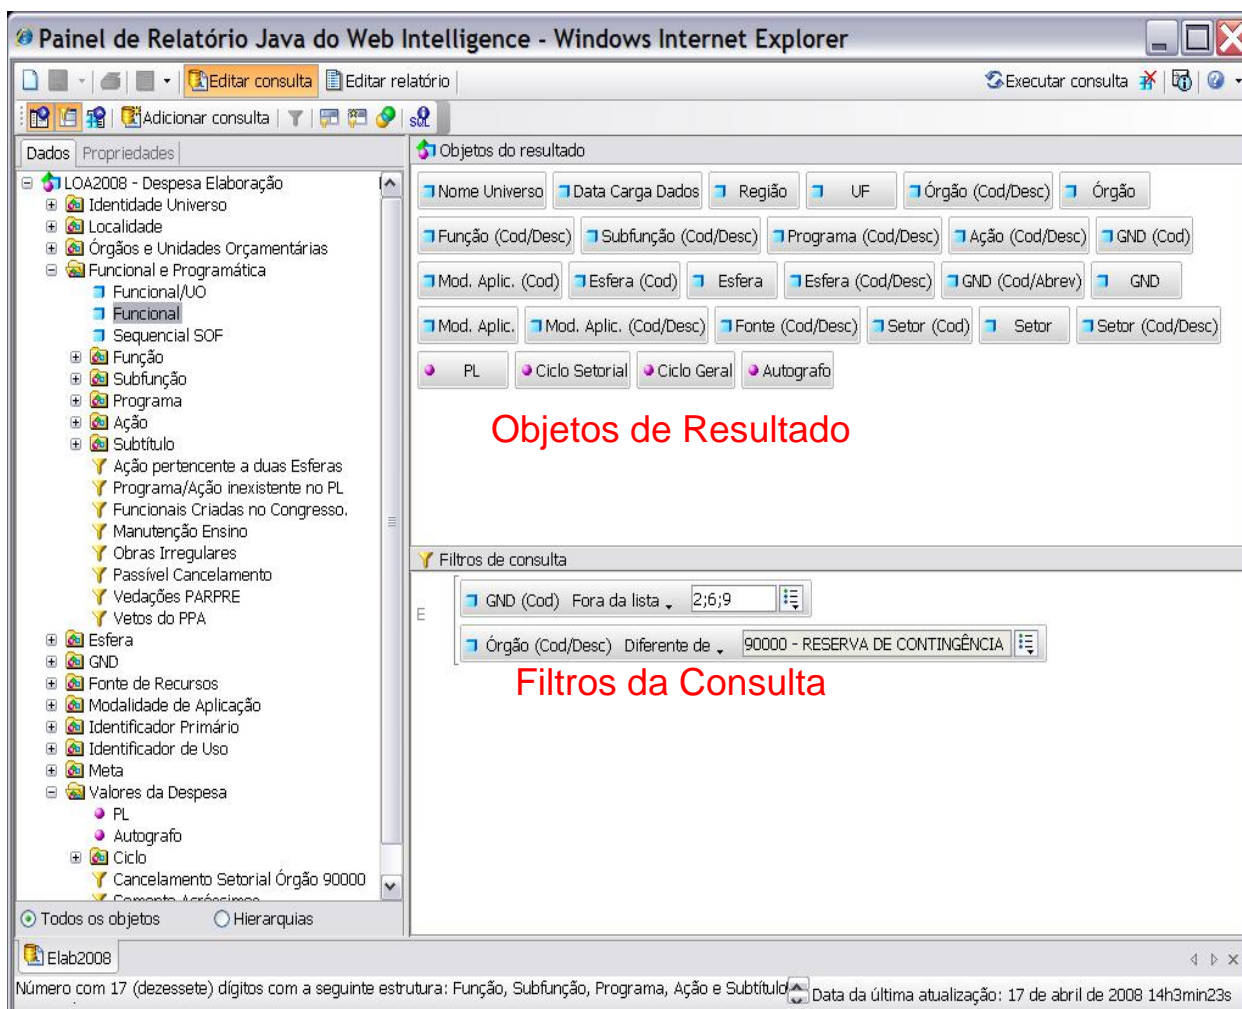 Painel de Relatório Java do Web Intelligence - Windows Internet Explorer
Editar consulta Editar relatório Executar consulta
Adicionar consulta SQL
Dados Propriedades
LOA2008 - Despesa Elaboração
Identidade Universo
Localidade
Órgãos e Unidades Orçamentárias
Funcional e Programática
Funcional/UO
Funcional
Sequencial SOF
Função
Subfunção
Programa
Ação
Subtítulo
Ação pertencente a duas Esferas
Programa/Ação inexistente no PL
Funcionais Criadas no Congresso.
Manutenção Ensino
Obras Irregulares
Passível Cancelamento
Vedações PARPRE
Vetos do PPA
Esfera
GND
Fonte de Recursos
Modalidade de Aplicação
Identificador Primário
Identificador de Uso
Meta
Valores da Despesa
PL
Autografo
Ciclo
Cancelamento Setorial Órgão 90000
Todos os objetos Hierarquias
Objetos do resultado
Nome Universo Data Carga Dados Região UF Órgão (Cod/Desc) Órgão
Função (Cod/Desc) Subfunção (Cod/Desc) Programa (Cod/Desc) Ação (Cod/Desc) GND (Cod)
Mod. Aplic. (Cod) Esfera (Cod) Esfera Esfera (Cod/Desc) GND (Cod/Abrev) GND
Mod. Aplic. Mod. Aplic. (Cod/Desc) Fonte (Cod/Desc) Setor (Cod) Setor Setor (Cod/Desc)
PL Ciclo Setorial Ciclo Geral Autografo
Objetos de Resultado
Filtros de consulta
E
GND (Cod) Fora da lista 2;6;9
Órgão (Cod/Desc) Diferente de 90000 - RESERVA DE CONTINGÊNCIA
Filtros da Consulta
Elab2008
Número com 17 (dezessete) dígitos com a seguinte estrutura: Função, Subfunção, Programa, Ação e Subtítulo Data da última atualização: 17 de abril de 2008 14h3min23s